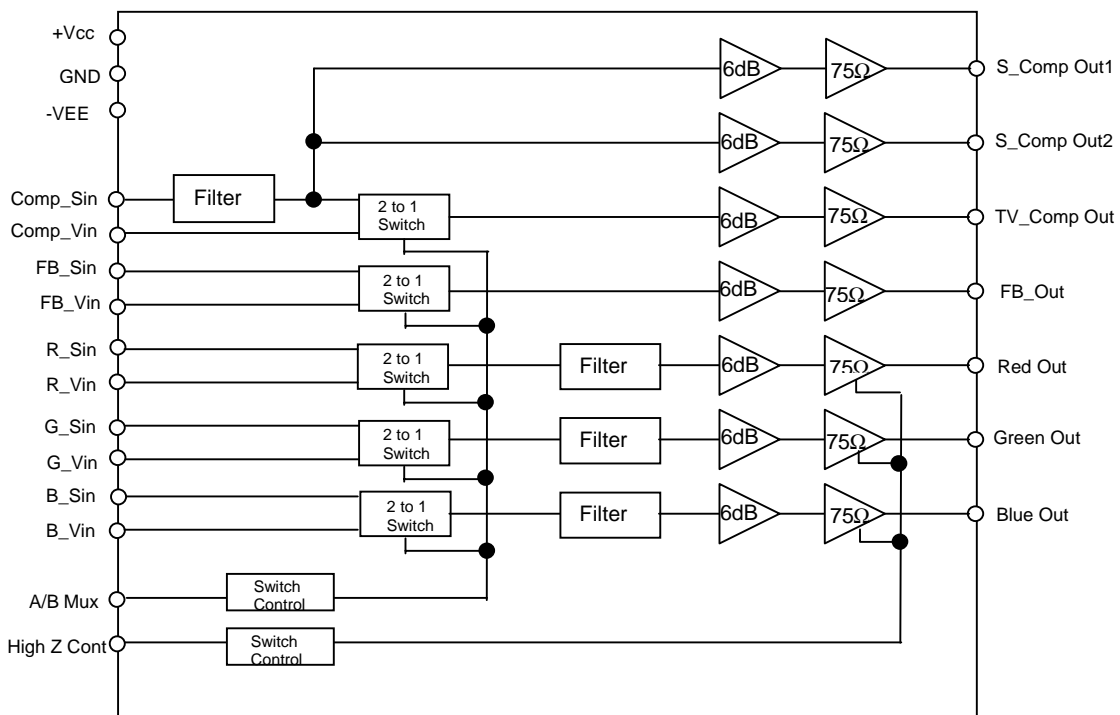 +Vcc
GND
-VEE
6dB
75Ω
S_Comp Out1
6dB
75Ω
S_Comp Out2
Comp_Sin
Filter
Comp_Vin
2 to 1
Switch
6dB
75Ω
TV_Comp Out
FB_Sin
FB_Vin
2 to 1
Switch
6dB
75Ω
FB_Out
R_Sin
R_Vin
2 to 1
Switch
Filter
6dB
75Ω
Red Out
G_Sin
G_Vin
2 to 1
Switch
Filter
6dB
75Ω
Green Out
B_Sin
B_Vin
2 to 1
Switch
Filter
6dB
75Ω
Blue Out
A/B Mux
Switch
Control
High Z Cont
Switch
Control